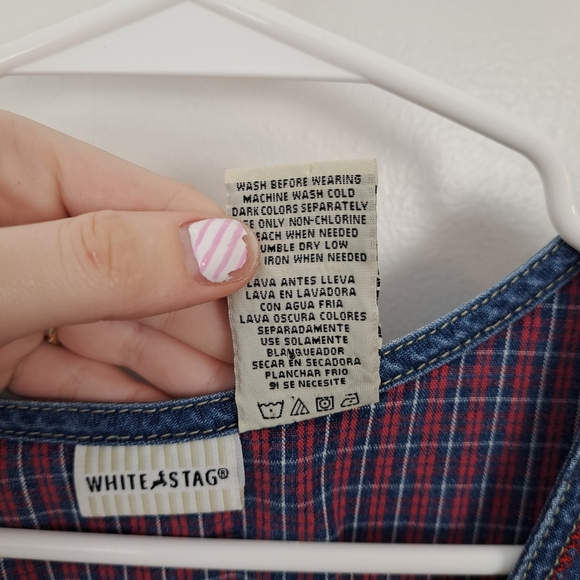 WASH BEFORE WEARING
MACHINE WASH COLD
DARK COLORS SEPARATELY
USE ONLY NON-CHLORINE
BLEACH WHEN NEEDED
TUMBLE DRY LOW
IRON WHEN NEEDED
LAVA ANTES LLEVA
LAVA EN LAVADORA
CON AGUA FRIA
LAVA OSCURA COLORES
SEPARADAMENTE
USE SOLAMENTE
BLANQUEADOR
SECAR EN SECADORA
PLANCHAR FRIO
SI SE NECESITE
WHITE STAG®